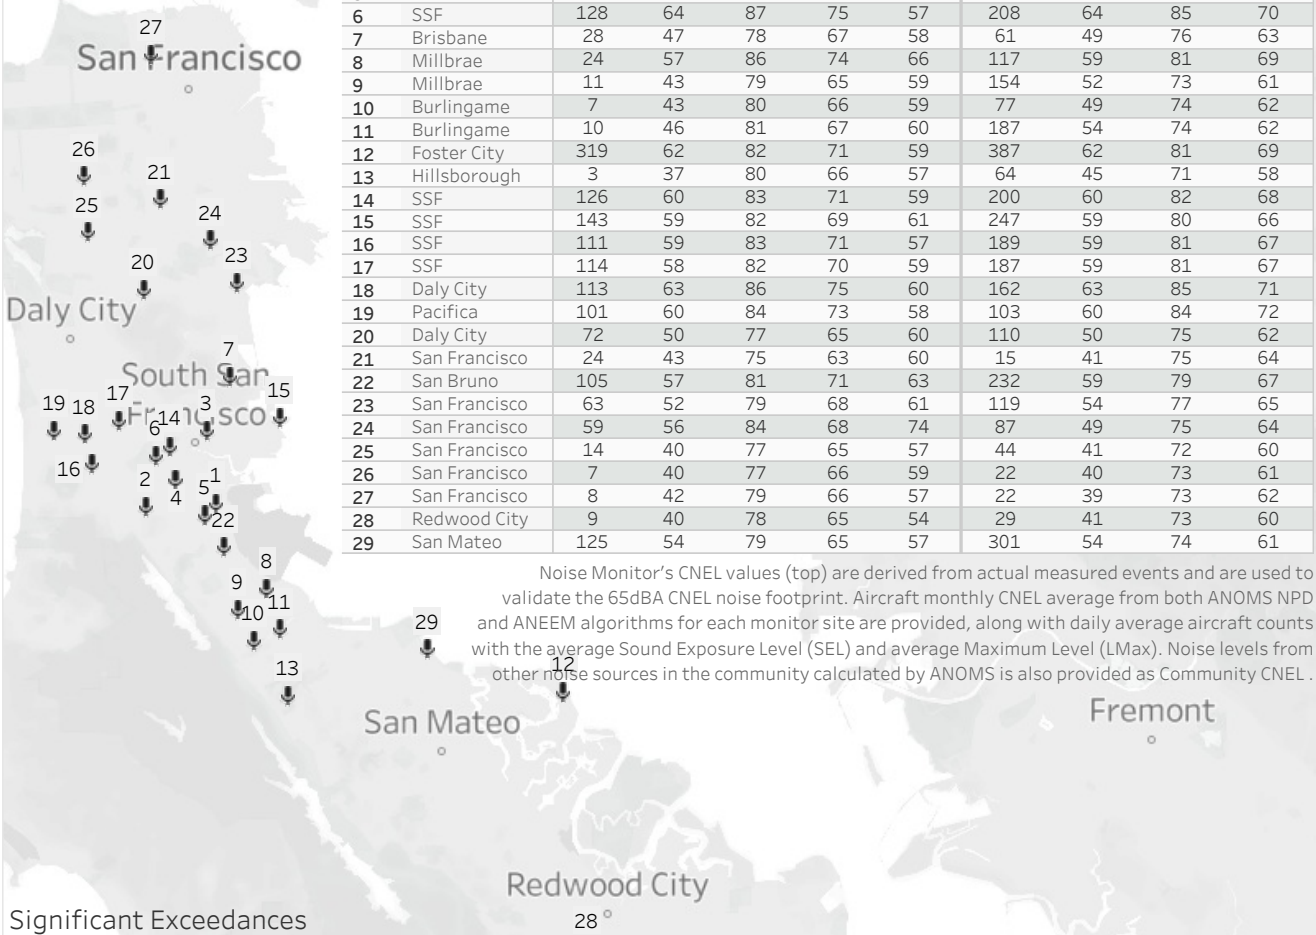 6 SSF 128 64 87 75 57 208 64 85 70
7 Brisbane 28 47 78 67 58 61 49 76 63
8 Millbrae 24 57 86 74 66 117 59 81 69
9 Millbrae 11 43 79 65 59 154 52 73 61
10 Burlingame 7 43 80 66 59 77 49 74 62
11 Burlingame 10 46 81 67 60 187 54 74 62
12 Foster City 319 62 82 71 59 387 62 81 69
13 Hillsborough 3 37 80 66 57 64 45 71 58
14 SSF 126 60 83 71 59 200 60 82 68
15 SSF 143 59 82 69 61 247 59 80 66
16 SSF 111 59 83 71 57 189 59 81 67
17 SSF 114 58 82 70 59 187 59 81 67
18 Daly City 113 63 86 75 60 162 63 85 71
19 Pacifica 101 60 84 73 58 103 60 84 72
20 Daly City 72 50 77 65 60 110 50 75 62
21 San Francisco 24 43 75 63 60 15 41 75 64
22 San Bruno 105 57 81 71 63 232 59 79 67
23 San Francisco 63 52 79 68 61 119 54 77 65
24 San Francisco 59 56 84 68 74 87 49 75 64
25 San Francisco 14 40 77 65 57 44 41 72 60
26 San Francisco 7 40 77 66 59 22 40 73 61
27 San Francisco 8 42 79 66 57 22 39 73 62
28 Redwood City 9 40 78 65 54 29 41 73 60
29 San Mateo 125 54 79 65 57 301 54 74 61
Noise Monitor's CNEL values (top) are derived from actual measured events and are used to
validate the 65dBA CNEL noise footprint. Aircraft monthly CNEL average from both ANOMS NPD
and ANEEM algorithms for each monitor site are provided, along with daily average aircraft counts
with the average Sound Exposure Level (SEL) and average Maximum Level (LMax). Noise levels from
other noise sources in the community calculated by ANOMS is also provided as Community CNEL .
27
San Francisco
26
21
25
24
20
23
Daly City
7
South San
Francisco
15
17
3
19
18
14
6
16
2
4
5
1
22
8
9
11
10
29
12
13
San Mateo
Fremont
Redwood City
28
Significant Exceedances